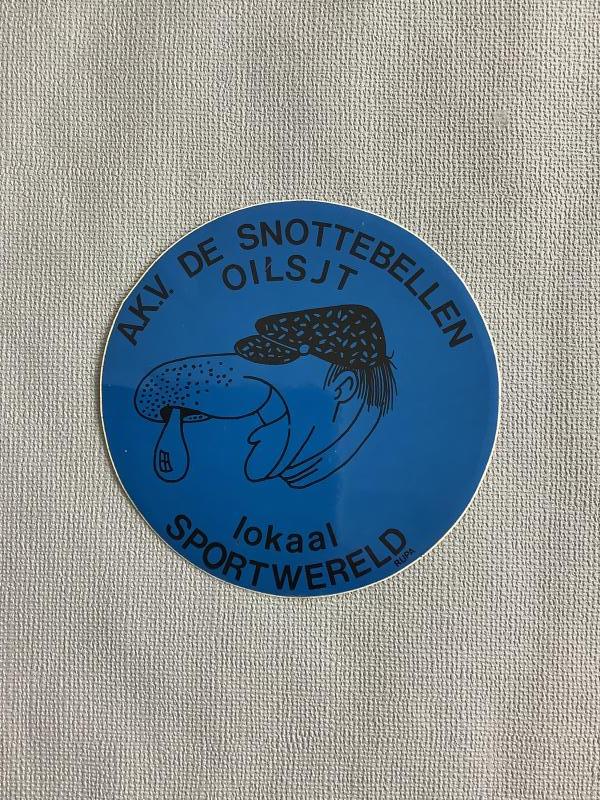 A.K.V. DE SNOTTEBELLEN
OILSJT
lokaal
SPORTWERELD
RUPA